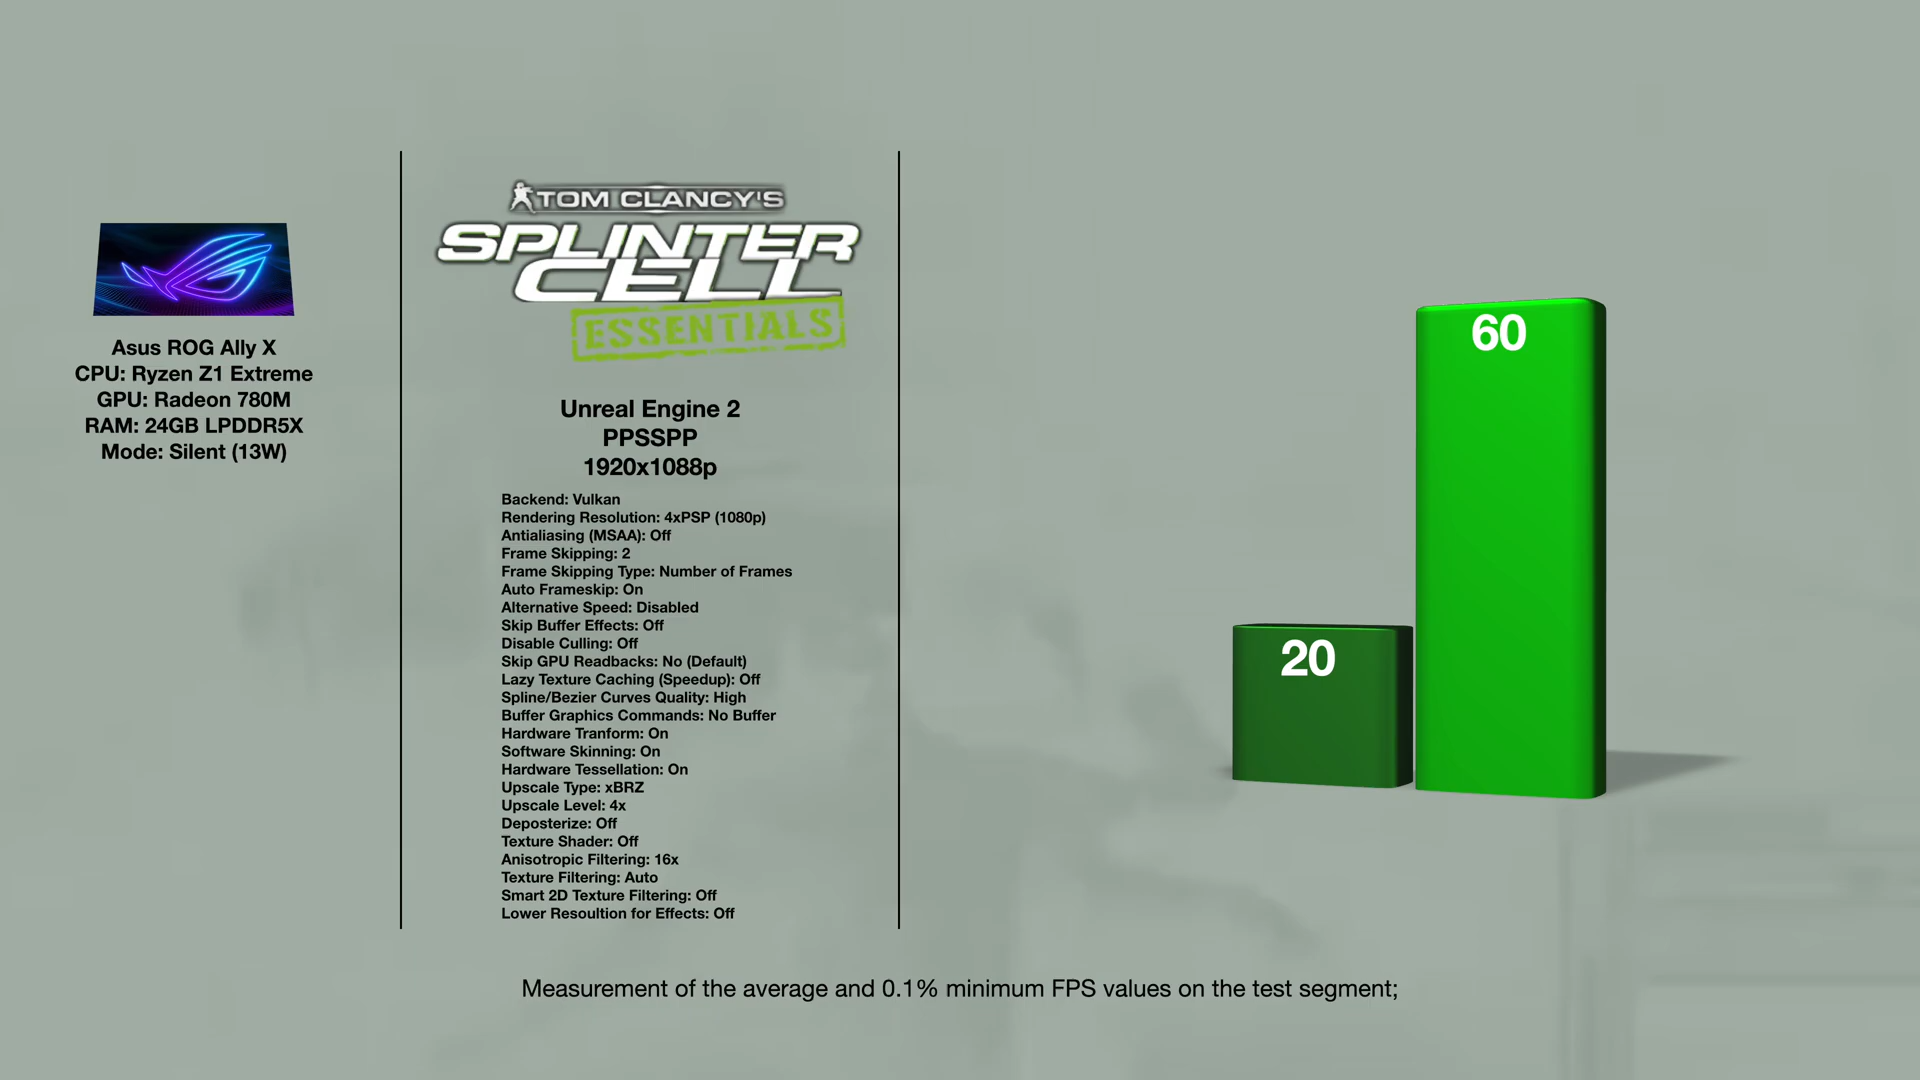 Asus ROG Ally X
CPU: Ryzen Z1 Extreme
GPU: Radeon 780M
RAM: 24GB LPDDR5X
Mode: Silent (13W)
TOM CLANCY'S
SPLINTER
CELL
ESSENTIALS
Unreal Engine 2
PPSSPP
1920x1088p
Backend: Vulkan
Rendering Resolution: 4xPSP (1080p)
Antialiasing (MSAA): Off
Frame Skipping: 2
Frame Skipping Type: Number of Frames
Auto Frameskip: On
Alternative Speed: Disabled
Skip Buffer Effects: Off
Disable Culling: Off
Skip GPU Readbacks: No (Default)
Lazy Texture Caching (Speedup): Off
Spline/Bezier Curves Quality: High
Buffer Graphics Commands: No Buffer
Hardware Tranform: On
Software Skinning: On
Hardware Tessellation: On
Upscale Type: xBRZ
Upscale Level: 4x
Deposterize: Off
Texture Shader: Off
Anisotropic Filtering: 16x
Texture Filtering: Auto
Smart 2D Texture Filtering: Off
Lower Resoultion for Effects: Off
20
60
Measurement of the average and 0.1% minimum FPS values on the test segment;